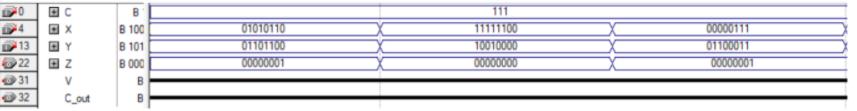 0 C B 111
4 X B 100 01010110 11111100 00000111
13 Y B 101 01101100 10010000 01100011
22 Z B 000 00000001 00000000 00000001
31 V B
32 C_out B